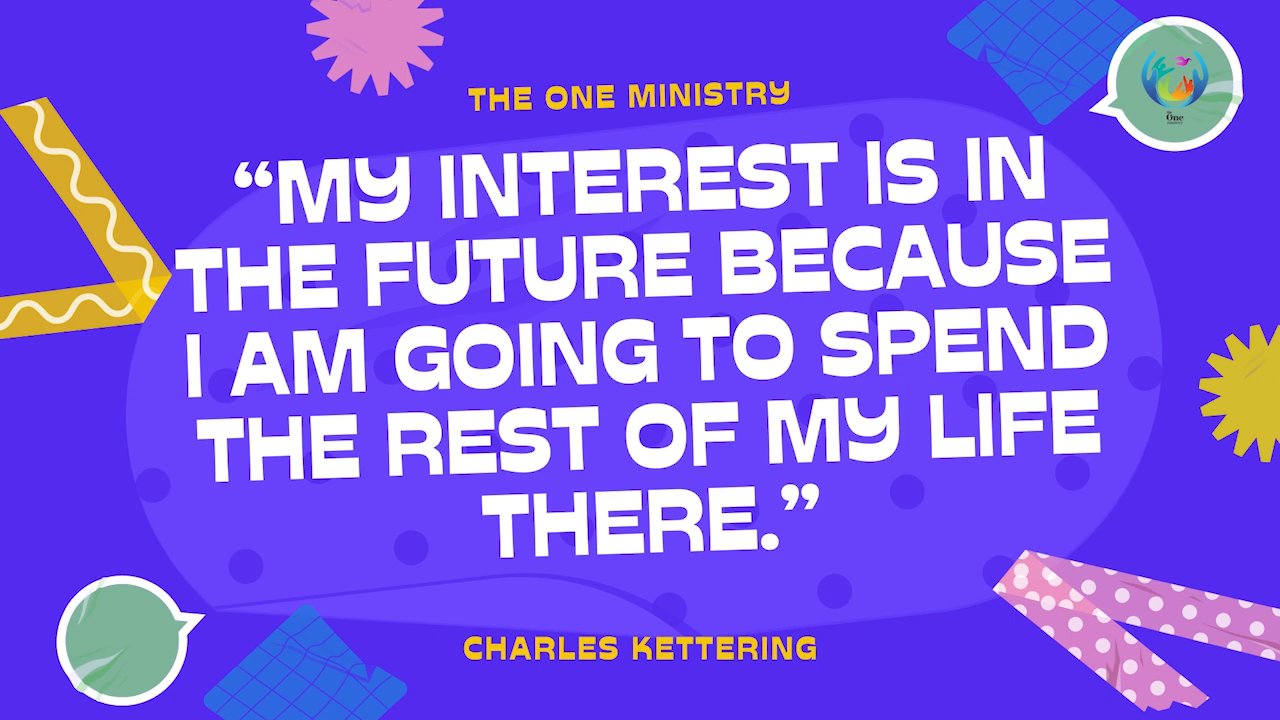 THE ONE MINISTRY
One
“MY INTEREST IS IN
THE FUTURE BECAUSE
I AM GOING TO SPEND
THE REST OF MY LIFE
THERE.”
CHARLES KETTERING